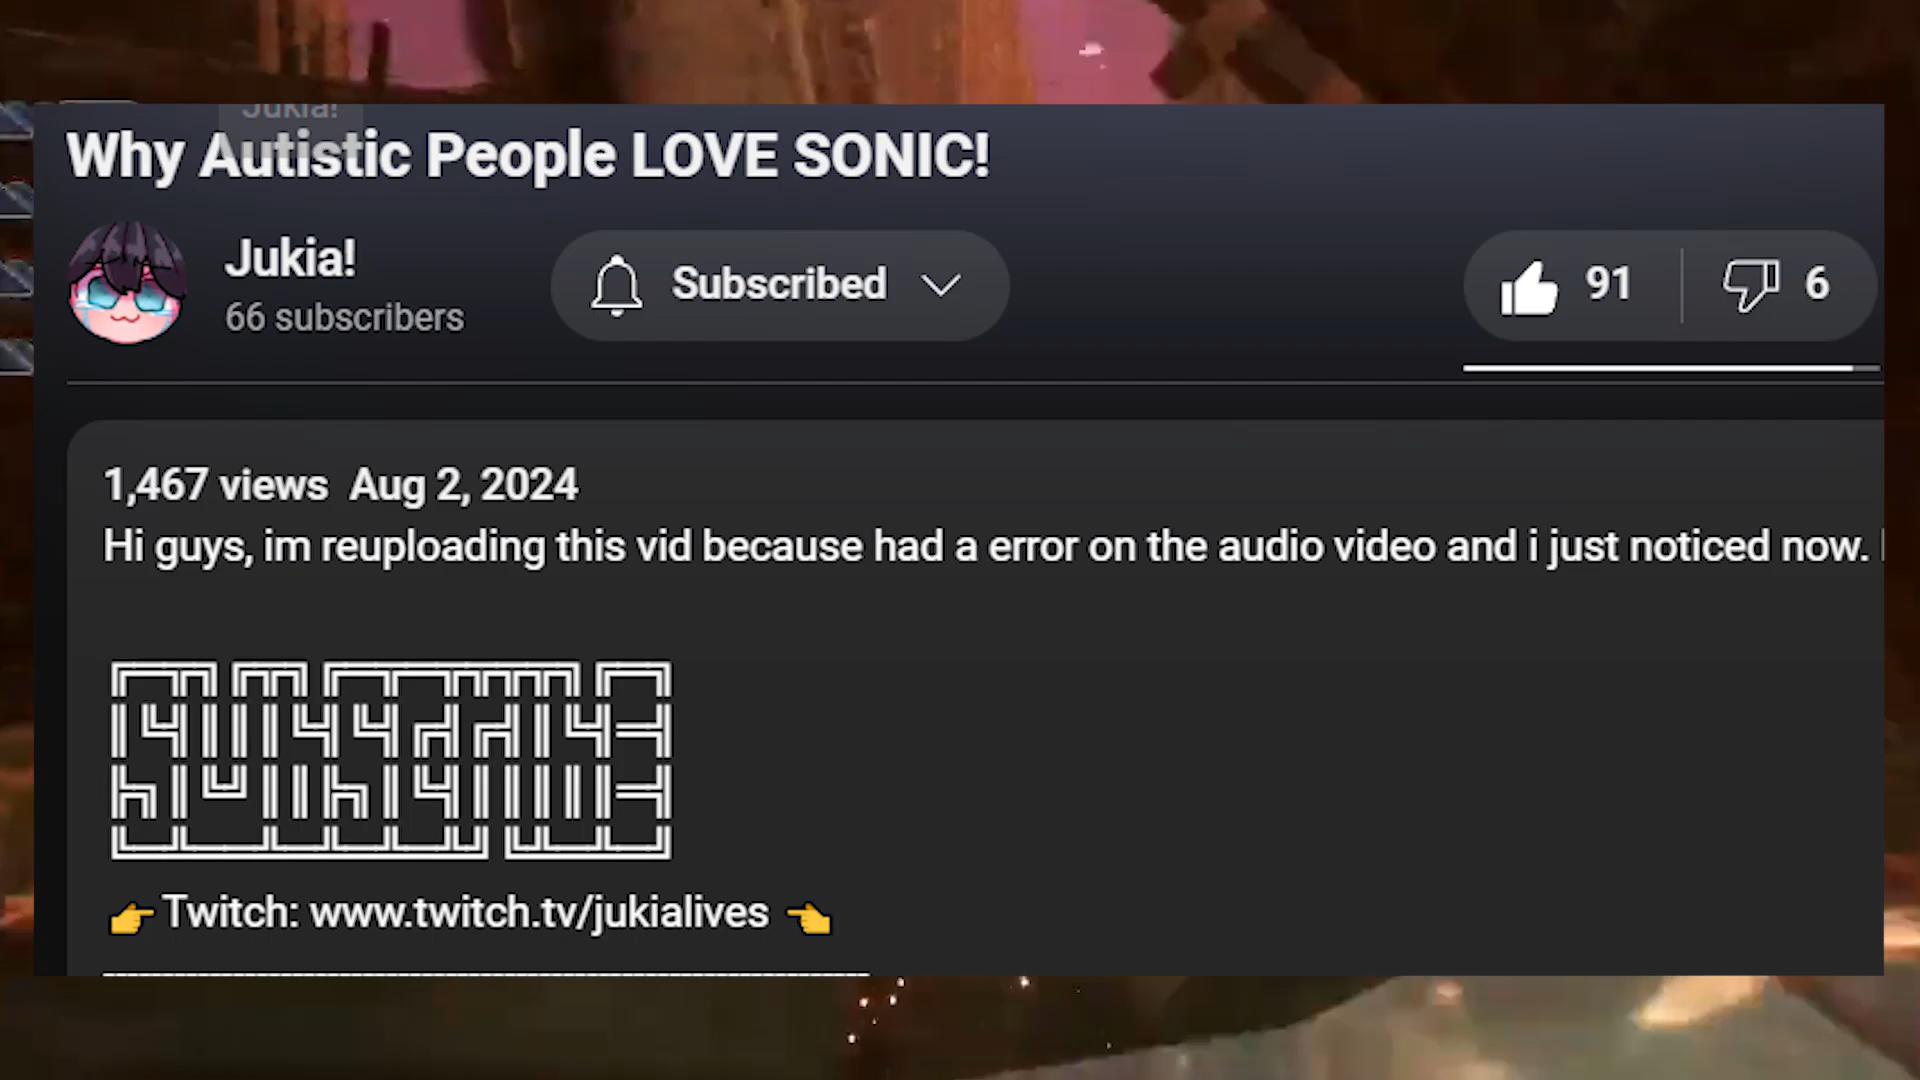 Jukia!
Why Autistic People LOVE SONIC!
Jukia!
66 subscribers
Subscribed
91
6
1,467 views Aug 2, 2024
Hi guys, im reuploading this vid because had a error on the audio video and i just noticed now.
SUBSCRIBE
👉Twitch: www.twitch.tv/jukialives 👈